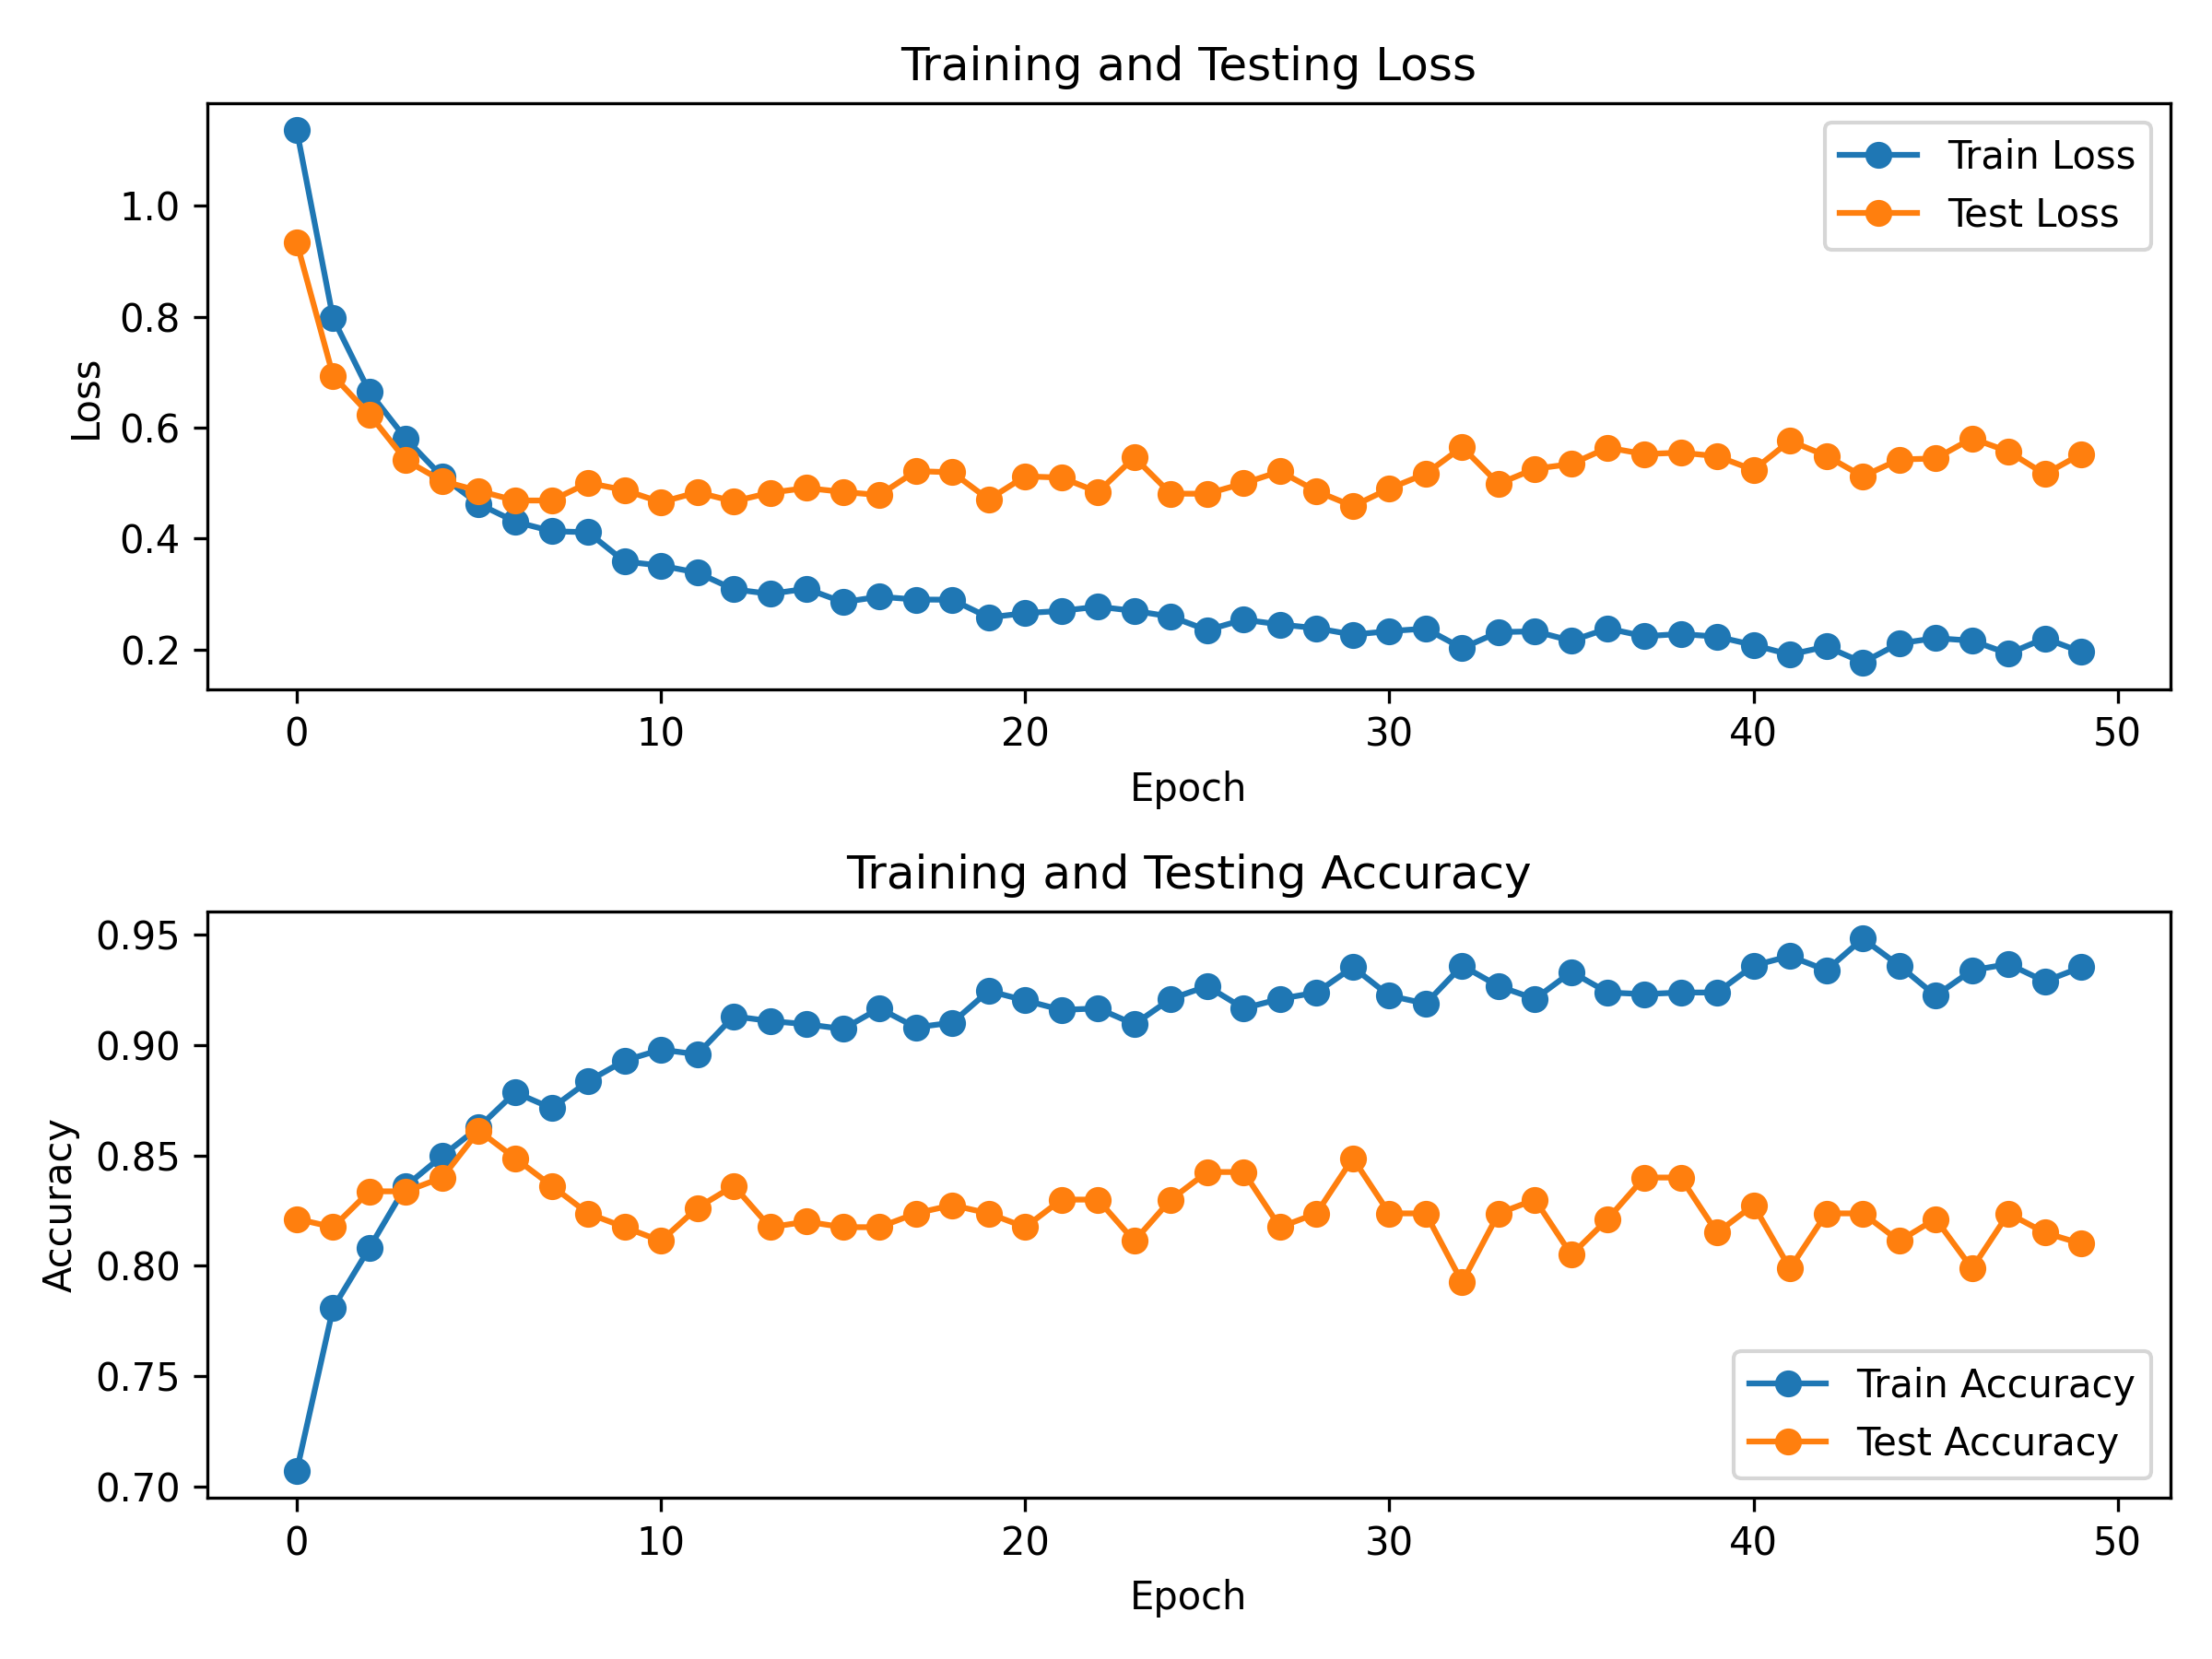 Training and Testing Loss
Train Loss
Test Loss
Loss
1.0
0.8
0.6
0.4
0.2
0 10 20 30 40 50
Epoch
Training and Testing Accuracy
Accuracy
0.95
0.90
0.85
0.80
0.75
0.70
Train Accuracy
Test Accuracy
0 10 20 30 40 50
Epoch